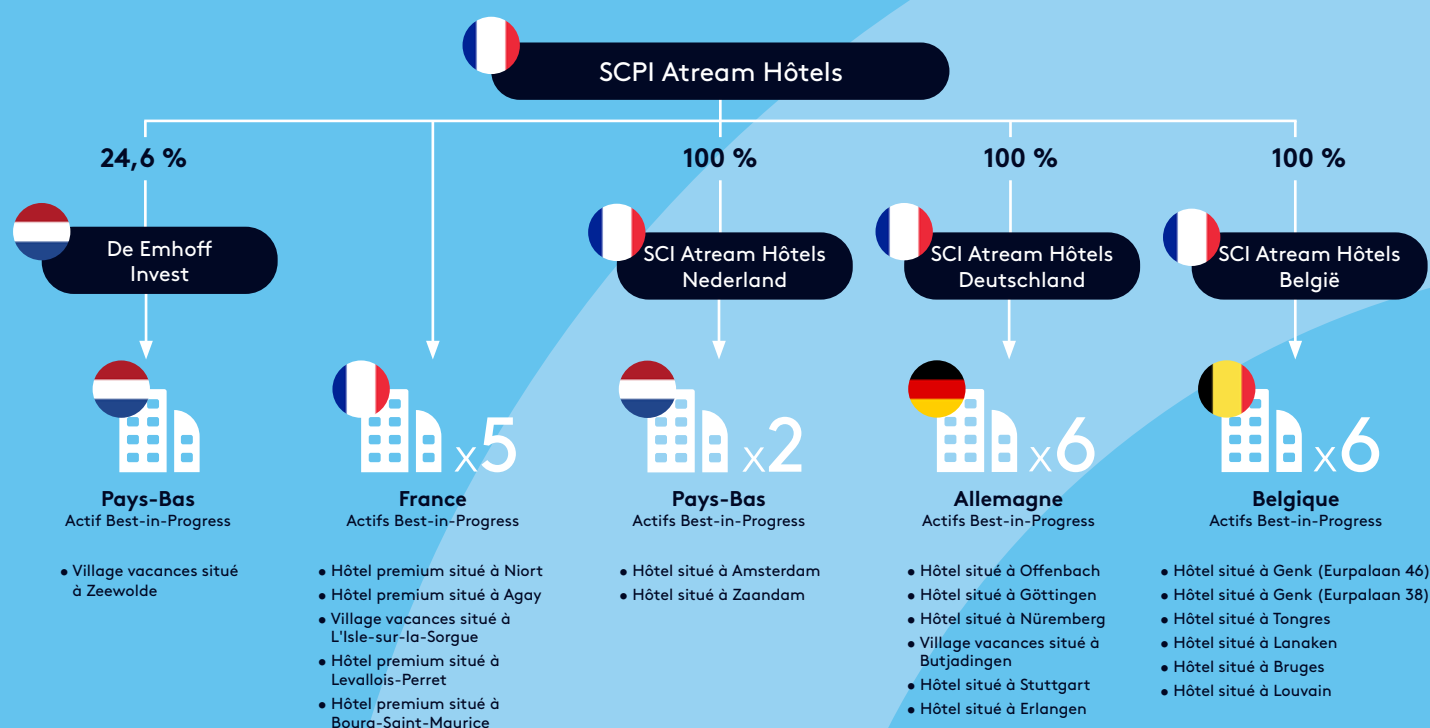 SCPI Atream Hôtels
24,6 %
100 %
100 %
100 %
De Emhoff
Invest
SCI Atream Hôtels
Nederland
SCI Atream Hôtels
Deutschland
SCI Atream Hôtels
België
Pays-Bas
Actif Best-in-Progress
• Village vacances situé
à Zeewolde
x5
France
Actifs Best-in-Progress
• Hôtel premium situé à Niort
• Hôtel premium situé à Agay
• Village vacances situé à
L'Isle-sur-la-Sorgue
• Hôtel premium situé à
Levallois-Perret
• Hôtel premium situé à
Bourg-Saint-Maurice
x2
Pays-Bas
Actifs Best-in-Progress
• Hôtel situé à Amsterdam
• Hôtel situé à Zaandam
x6
Allemagne
Actifs Best-in-Progress
• Hôtel situé à Offenbach
• Hôtel situé à Göttingen
• Hôtel situé à Nüremberg
• Village vacances situé à
Butjadingen
• Hôtel situé à Stuttgart
• Hôtel situé à Erlangen
x6
Belgique
Actifs Best-in-Progress
• Hôtel situé à Genk (Eurpalaan 46)
• Hôtel situé à Genk (Eurpalaan 38)
• Hôtel situé à Tongres
• Hôtel situé à Lanaken
• Hôtel situé à Bruges
• Hôtel situé à Louvain